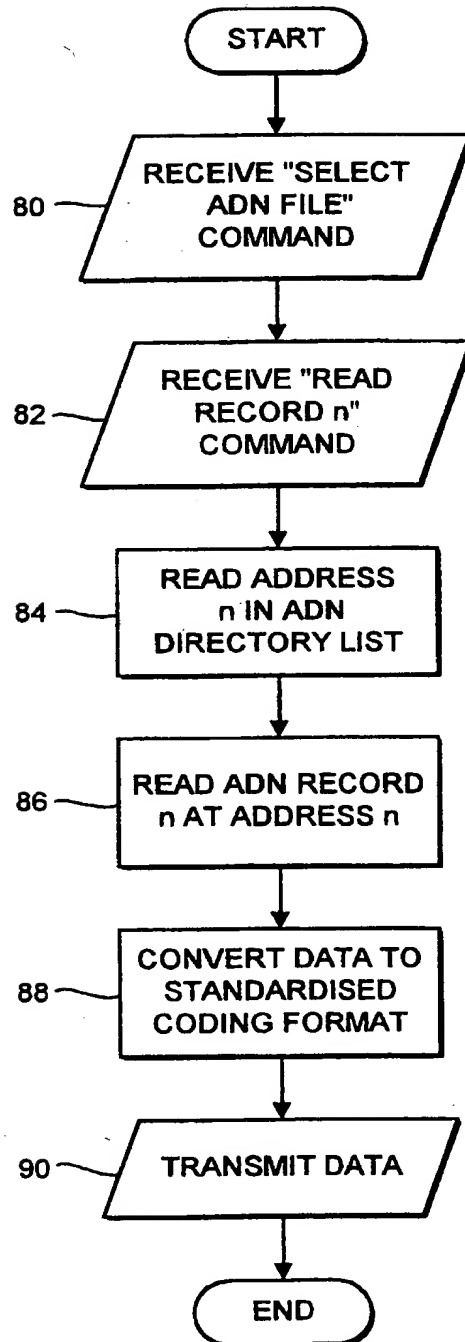 START
80
RECEIVE "SELECT
ADN FILE"
COMMAND
82
RECEIVE "READ
RECORD n"
COMMAND
84
READ ADDRESS
n IN ADN
DIRECTORY LIST
86
READ ADN RECORD
n AT ADDRESS n
88
CONVERT DATA TO
STANDARDISED
CODING FORMAT
90
TRANSMIT DATA
END